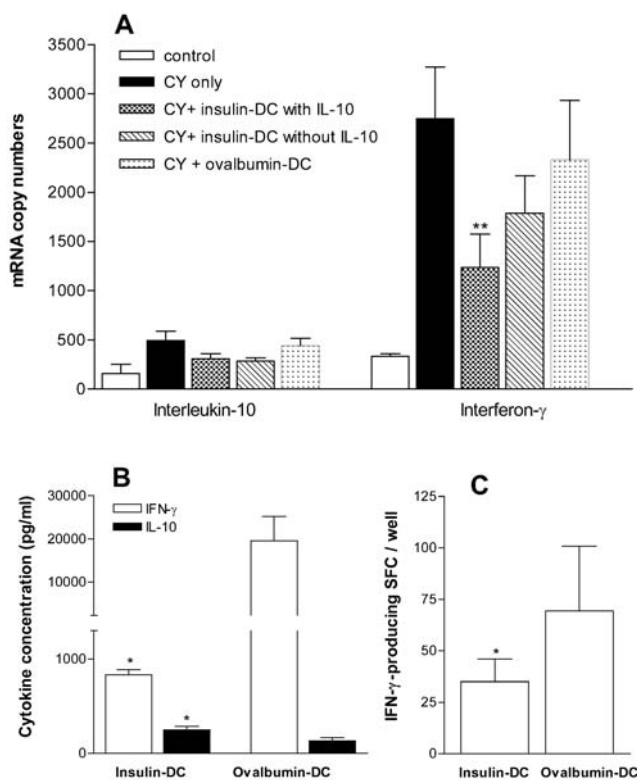 A
mRNA copy numbers
3500
3000
2500
2000
1500
1000
500
0
control
CY only
CY+ insulin-DC with IL-10
CY+ insulin-DC without IL-10
CY + ovalbumin-DC
**
Interleukin-10
Interferon-γ
B
Cytokine concentration (pg/ml)
30000
20000
10000
1000
0
IFN-γ
IL-10
*
*
Insulin-DC
Ovalbumin-DC
C
IFN-γ-producing SFC / well
125
100
75
50
25
0
*
Insulin-DC
Ovalbumin-DC